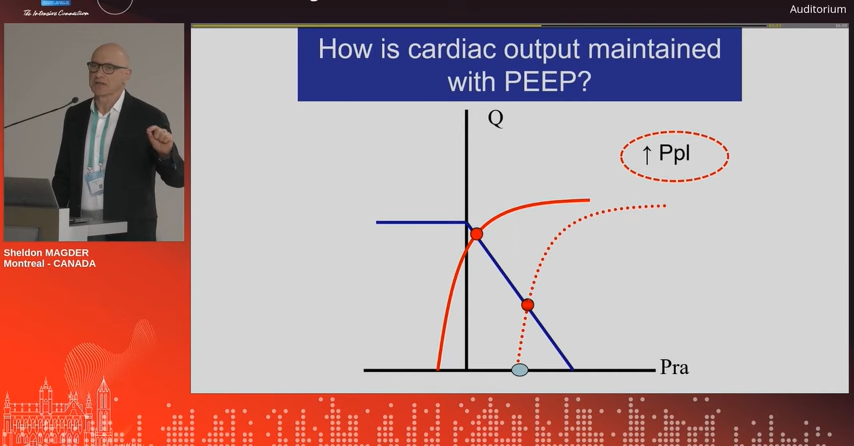 The Intensive Connection
Auditorium
How is cardiac output maintained
with PEEP?
Q
↑ Ppl
Pra
Sheldon MAGDER
Montreal - CANADA